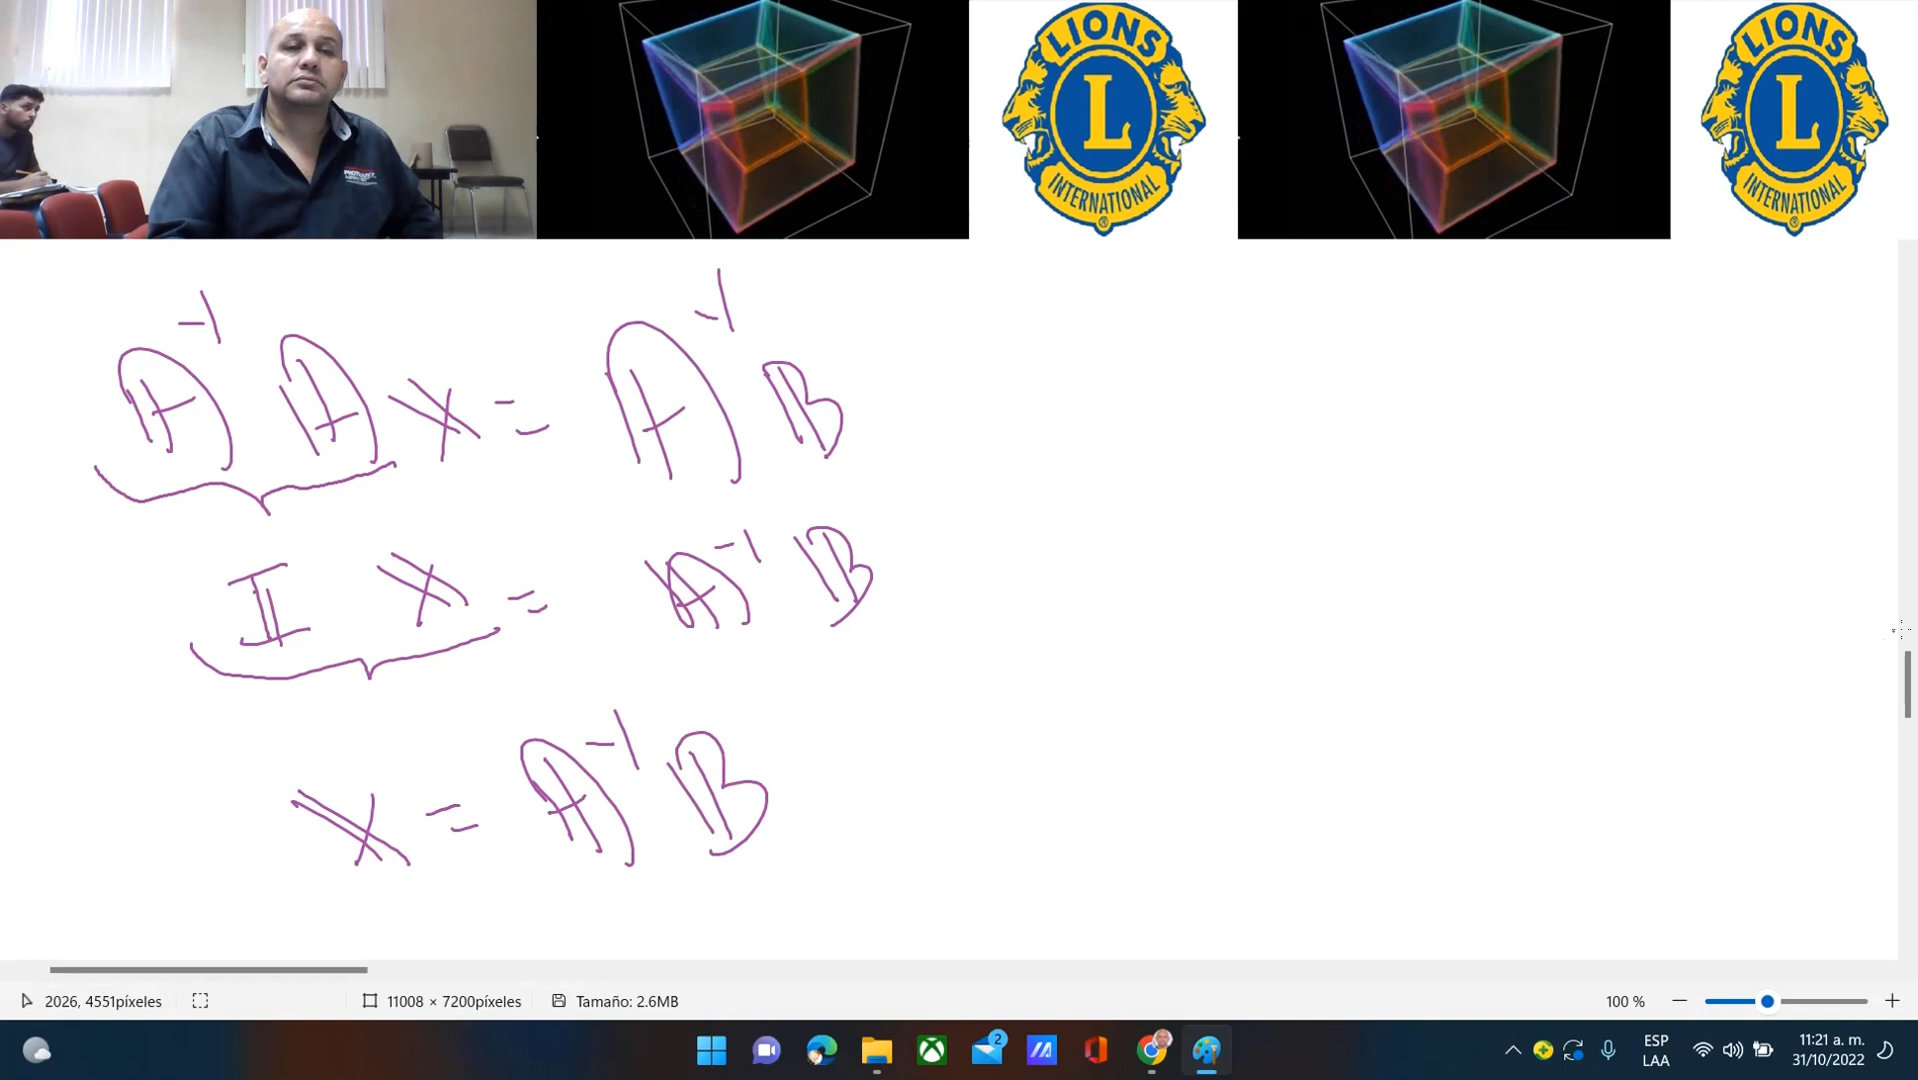 LIONS
L
INTERNATIONAL
®
LIONS
L
INTERNATIONAL
®
A⁻¹ A X = A⁻¹ B
I X = A⁻¹ B
X = A⁻¹ B
2026, 4551píxeles
11008 × 7200píxeles
Tamaño: 2.6MB
100 %
2
ESP
LAA
11:21 a. m.
31/10/2022